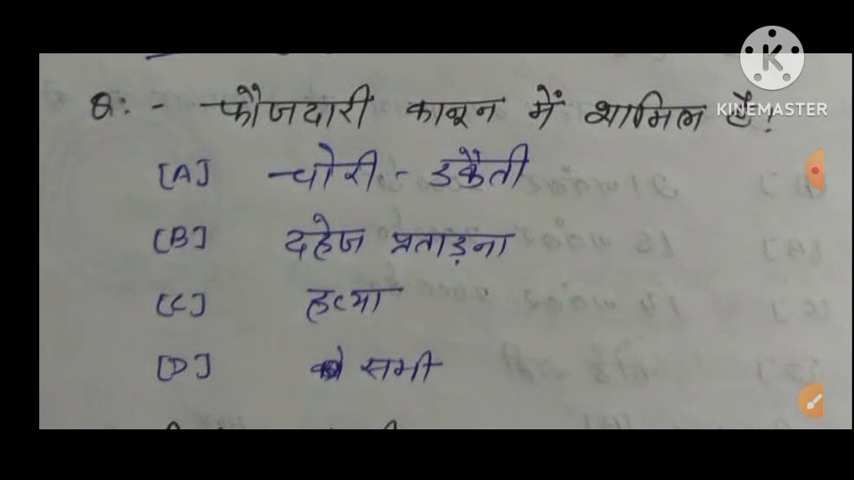 K
KINEMASTER
Q:- फौजदारी कानून में शामिल है!
[A] चोरी - डकैती
[B] दहेज प्रताड़ना
[C] हत्या
[D] सभी